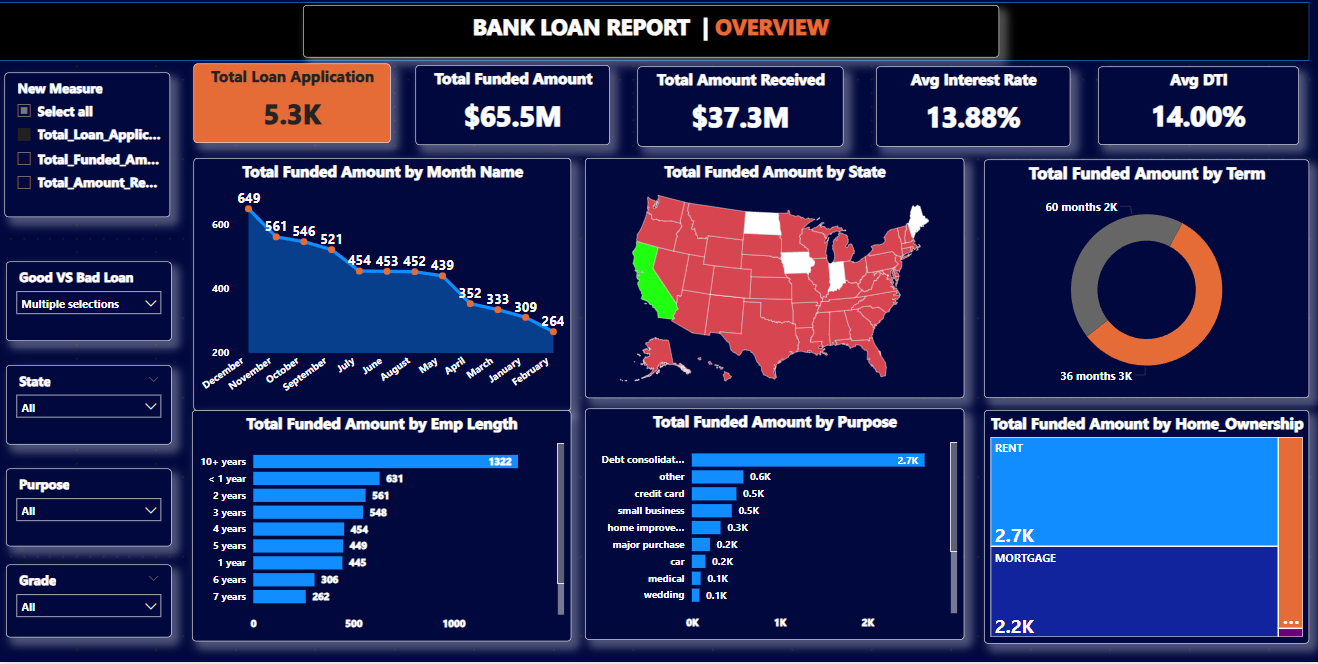 BANK LOAN REPORT | OVERVIEW
New Measure
Select all
Total_Loan_Applic...
Total_Funded_Am...
Total_Amount_Re...
Total Loan Application
5.3K
Total Funded Amount
$65.5M
Total Amount Received
$37.3M
Avg Interest Rate
13.88%
Avg DTI
14.00%
Good VS Bad Loan
Multiple selections
State
All
Purpose
All
Grade
All
Total Funded Amount by Month Name
600
400
200
649
561
546
521
454
453
452
439
352
333
309
264
December
November
October
September
July
June
August
May
April
March
January
February
Total Funded Amount by State
Total Funded Amount by Term
60 months 2K
36 months 3K
Total Funded Amount by Emp Length
10+ years 1322
< 1 year 631
2 years 561
3 years 548
4 years 454
5 years 449
1 year 445
6 years 306
7 years 262
0 500 1000
Total Funded Amount by Purpose
Debt consolidat... 2.7K
other 0.6K
credit card 0.5K
small business 0.5K
home improve... 0.3K
major purchase 0.2K
car 0.2K
medical 0.1K
wedding 0.1K
0K 1K 2K
Total Funded Amount by Home_Ownership
RENT
2.7K
MORTGAGE
2.2K
...